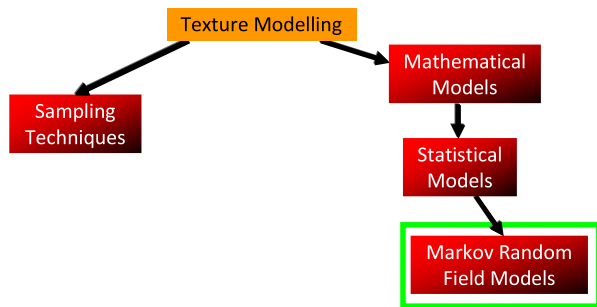 Texture Modelling
Mathematical
Models
Sampling
Techniques
Statistical
Models
Markov Random
Field Models